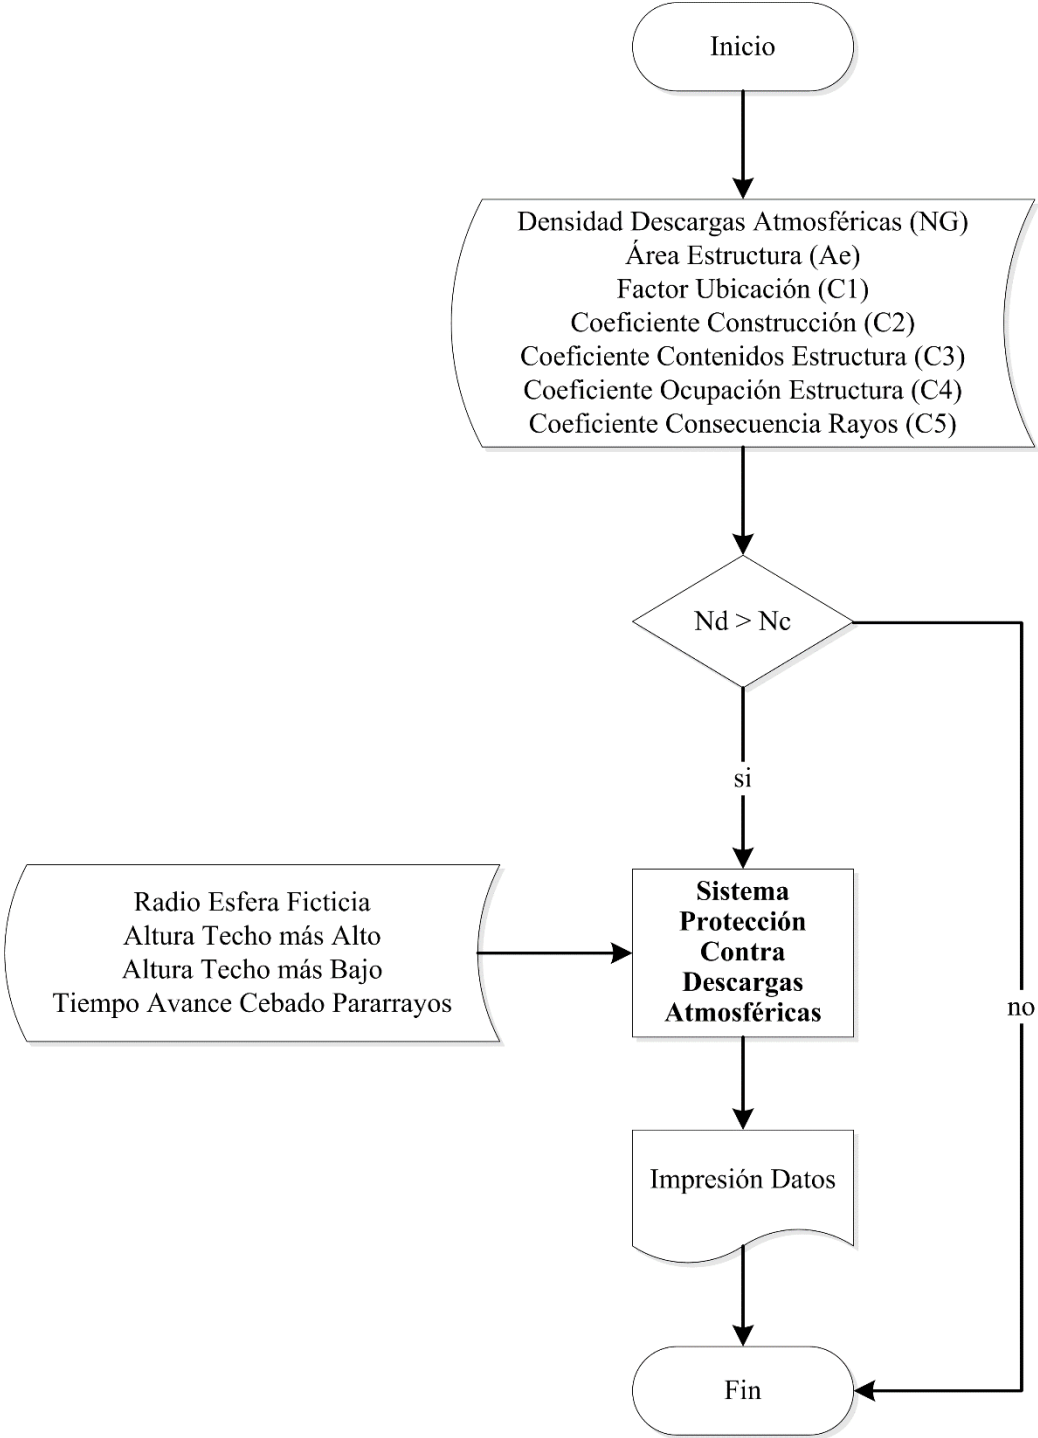 Inicio
Densidad Descargas Atmosféricas (NG)
Área Estructura (Ae)
Factor Ubicación (C1)
Coeficiente Construcción (C2)
Coeficiente Contenidos Estructura (C3)
Coeficiente Ocupación Estructura (C4)
Coeficiente Consecuencia Rayos (C5)
Nd > Nc
si
Radio Esfera Ficticia
Altura Techo más Alto
Altura Techo más Bajo
Tiempo Avance Cebado Pararrayos
Sistema
Protección
Contra
Descargas
Atmosféricas
no
Impresión Datos
Fin